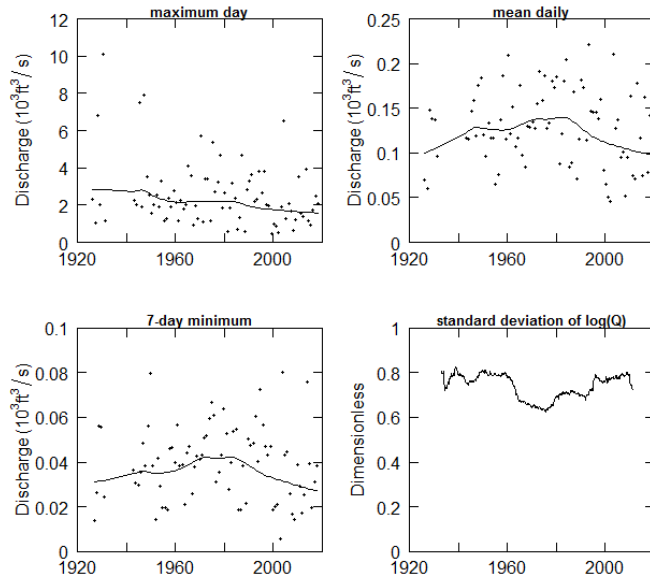 maximum day
Discharge (10³ft³ / s)
12
10
8
6
4
2
0
1920 1960 2000
mean daily
Discharge (10³ft³ / s)
0.25
0.2
0.15
0.1
0.05
0
1920 1960 2000
7-day minimum
Discharge (10³ft³ / s)
0.1
0.08
0.06
0.04
0.02
0
1920 1960 2000
standard deviation of log(Q)
Dimensionless
1
0.8
0.6
0.4
0.2
0
1920 1960 2000